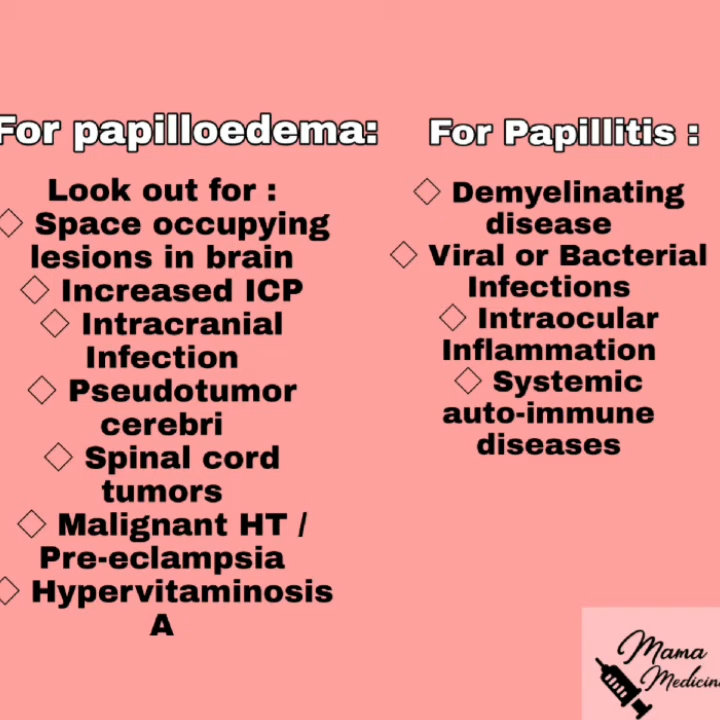 For papilloedema:
Look out for :
◇ Space occupying
lesions in brain
◇ Increased ICP
◇ Intracranial
Infection
◇ Pseudotumor
cerebri
◇ Spinal cord
tumors
◇ Malignant HT /
Pre-eclampsia
◇ Hypervitaminosis
A
For Papillitis :
◇ Demyelinating
disease
◇ Viral or Bacterial
Infections
◇ Intraocular
Inflammation
◇ Systemic
auto-immune
diseases
Mama
Medicin